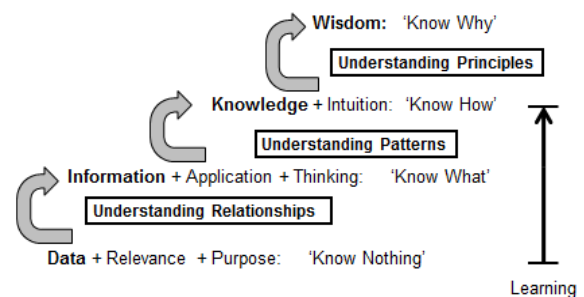 Wisdom: ‘Know Why’
Understanding Principles
Knowledge + Intuition: ‘Know How’
Understanding Patterns
Information + Application + Thinking: ‘Know What’
Understanding Relationships
Data + Relevance + Purpose: ‘Know Nothing’
Learning